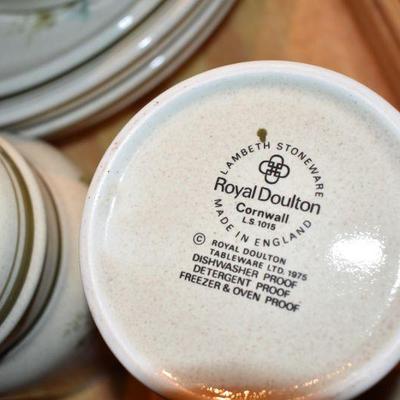 LAMBETH STONEWARE
Royal Doulton
Cornwall
L.S. 1015
MADE IN ENGLAND
© ROYAL DOULTON
TABLEWARE LTD. 1975
DISHWASHER PROOF
DETERGENT PROOF
FREEZER & OVEN PROOF